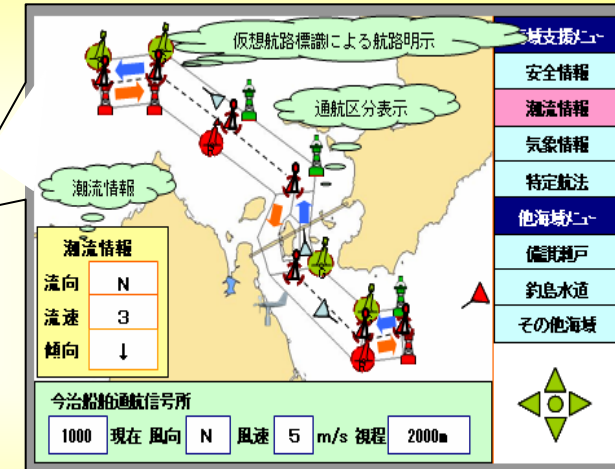 仮想航路標識による航路明示
通航区分表示
潮流情報
潮流情報
流向 N
流速 3
傾向 ↓
今治船舶通航信号所
1000 現在 風向 N 風速 5 m/s 視程 2000m
域支援ﾒﾆｭｰ
安全情報
潮流情報
気象情報
特定航法
他海域ﾒﾆｭｰ
備讃瀬戸
釣島水道
その他海域